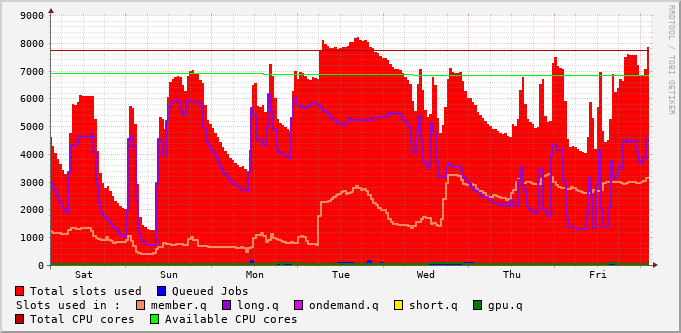 RRDTOOL / TOBI OETIKER
9000
8000
7000
6000
5000
4000
3000
2000
1000
0
Sat Sun Mon Tue Wed Thu Fri
Total slots used Queued Jobs
Slots used in : member.q long.q ondemand.q short.q gpu.q
Total CPU cores Available CPU cores